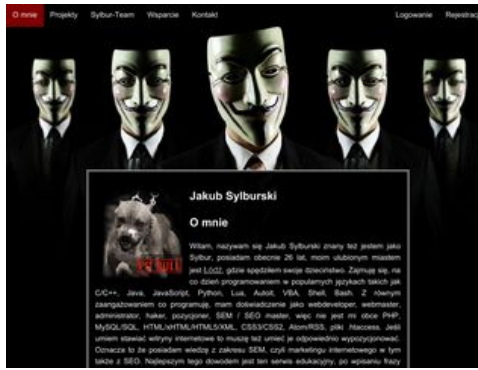 O mnie Projekty Sylbur-Team Wsparcie Kontakt Logowanie Rejestrac
Jakub Sylburski
O mnie
PIT BULL
Witam, nazywam się Jakub Sylburski znany też jestem jako
Sylbur, posiadam obecnie 26 lat, moim ulubionym miastem
jest Łódź, gdzie spędziłem swoje dzieciństwo. Zajmuję się, na
co dzień programowaniem w popularnych językach takich jak
C/C++, Java, JavaScript, Python, Lua, AutoIt, VBA, Shell, Bash. Z równym
zaangażowaniem co programuję, mam doświadczenie jako webdeveloper, webmaster,
administrator, haker, pozycjoner, SEM / SEO master, więc nie jest mi obce PHP,
MySQL/SQL, HTML/xHTML/HTML5/XML, CSS3/CSS2, Atom/RSS, pliki .htaccess. Jeśli
umiem stawiać witryny internetowe to muszę też umieć je odpowiednio wypozycjonować.
Oznacza to że posiadam wiedzę z zakresu SEM, czyli marketingu internetowego w tym
także z SEO. Najlepszym tego dowodem jest ten serwis edukacyjny, po wpisaniu frazy